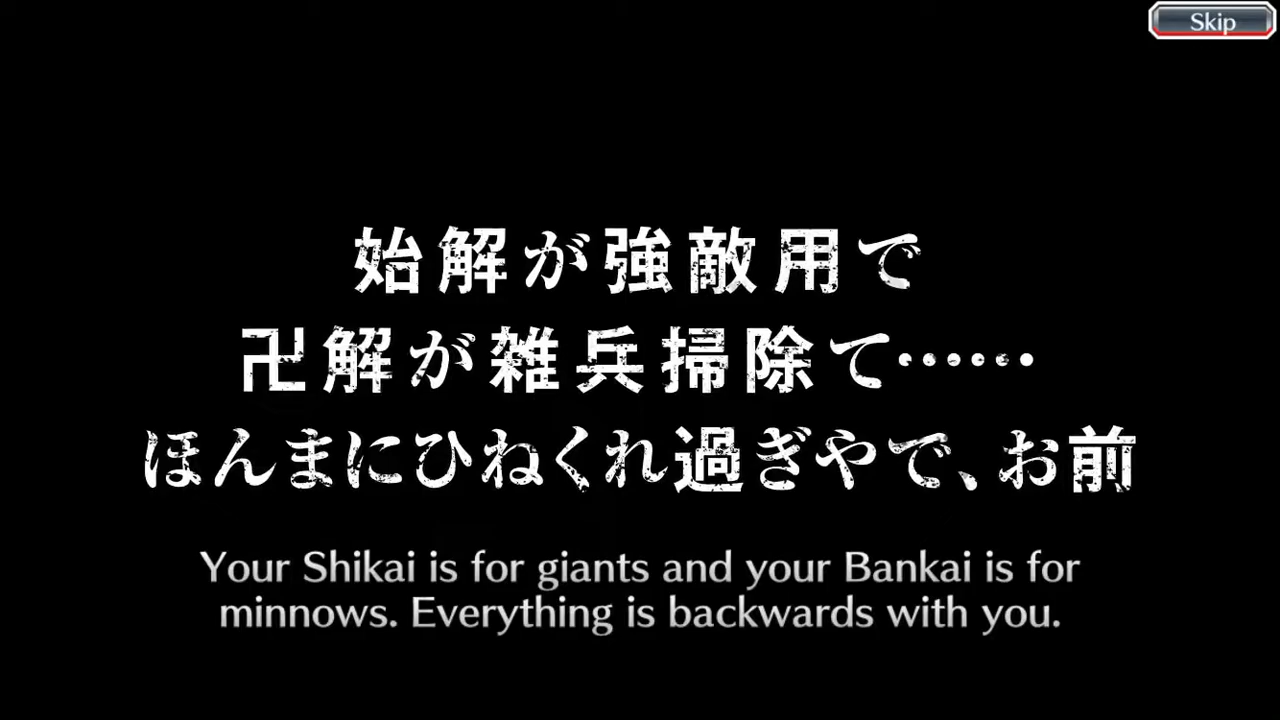 Skip
始解が強敵用で
卍解が雑兵掃除て……
ほんまにひねくれ過ぎやで、お前
Your Shikai is for giants and your Bankai is for
minnows. Everything is backwards with you.